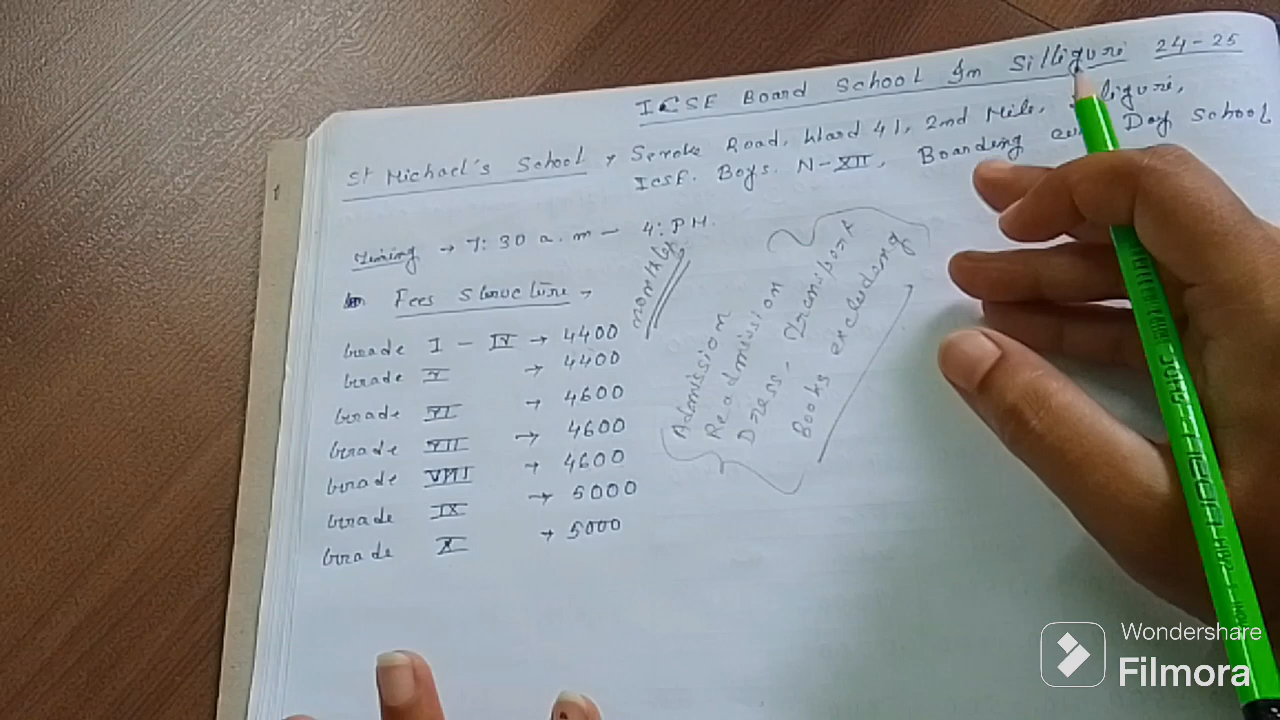 ICSE Board School In Siliguri 24-25
St Michael's School → Sevoke Road, Ward 41, 2nd Mile, Siliguri,
ICSE. Boys. N-XII, Boarding cum Day School
Timing → 7:30 a.m – 4: PM.
Fees Structure →
monthly
Grade I – IV → 4400
Grade V → 4400
Grade VI → 4600
Grade VII → 4600
Grade VIII → 4600
Grade IX → 5000
Grade X → 5000
Admission
Readmission
Dress - Transport
Books excluding
Wondershare
Filmora